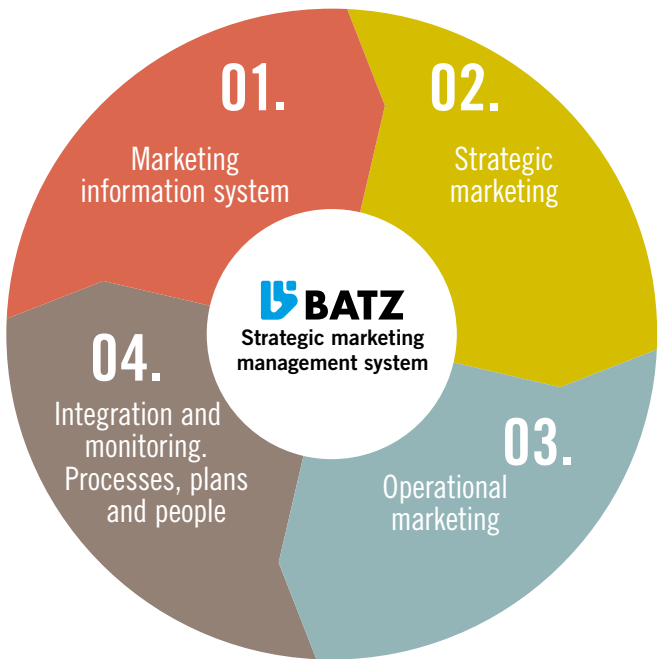 01.
Marketing
information system
02.
Strategic
marketing
BATZ
Strategic marketing
management system
03.
Operational
marketing
04.
Integration and
monitoring.
Processes, plans
and people